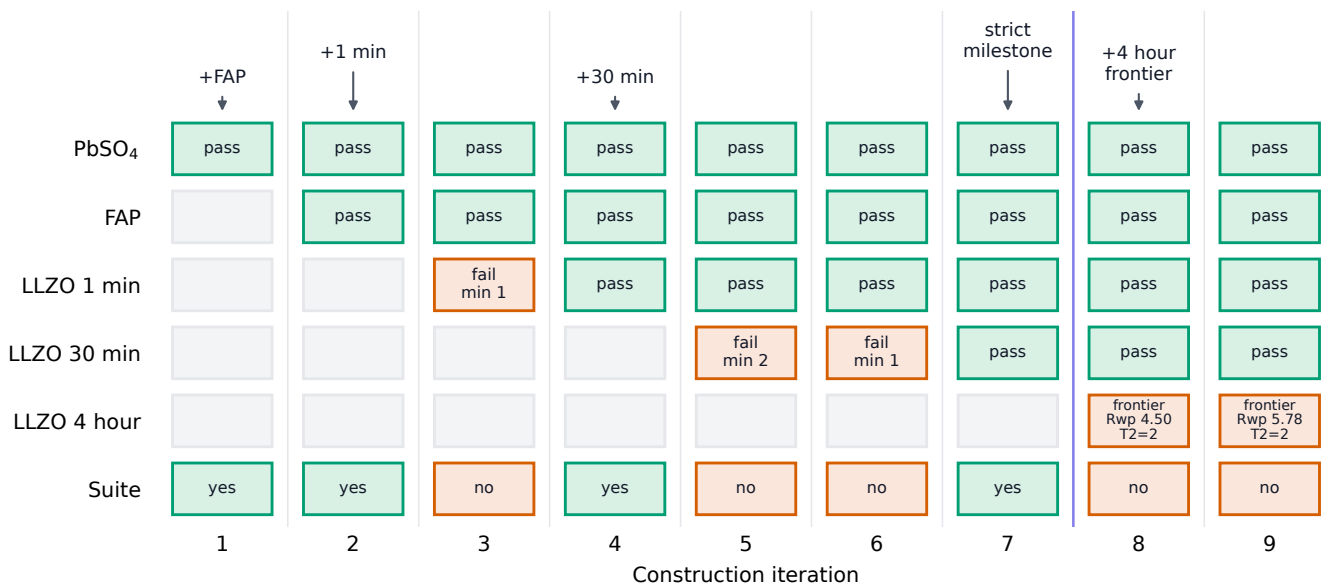 +FAP
+1 min
+30 min
strict
milestone
+4 hour
frontier
PbSO₄ pass pass pass pass pass pass pass pass pass
FAP pass pass pass pass pass pass pass pass
LLZO 1 min fail
min 1 pass pass pass pass pass pass
LLZO 30 min fail
min 2 fail
min 1 pass pass pass
LLZO 4 hour frontier
Rwp 4.50
T2=2 frontier
Rwp 5.78
T2=2
Suite yes yes no yes no no yes no no
1 2 3 4 5 6 7 8 9
Construction iteration